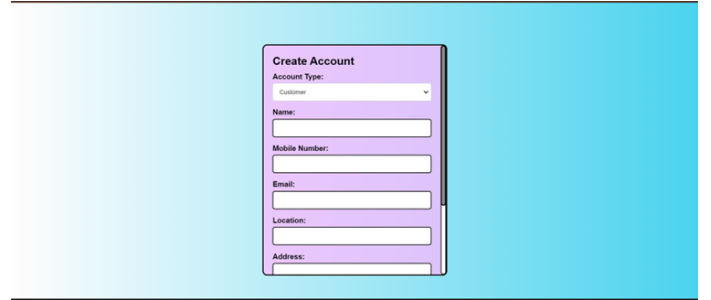 Create Account
Account Type:
Customer
Name:
Mobile Number:
Email:
Location:
Address: